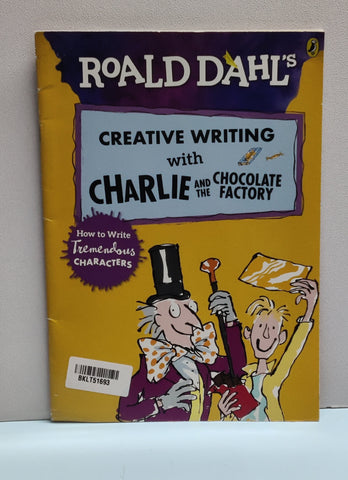 ROALD DAHL'S
CREATIVE WRITING
with
CHARLIE AND THE CHOCOLATE FACTORY
How to Write
Tremendous
CHARACTERS
BKLT51693